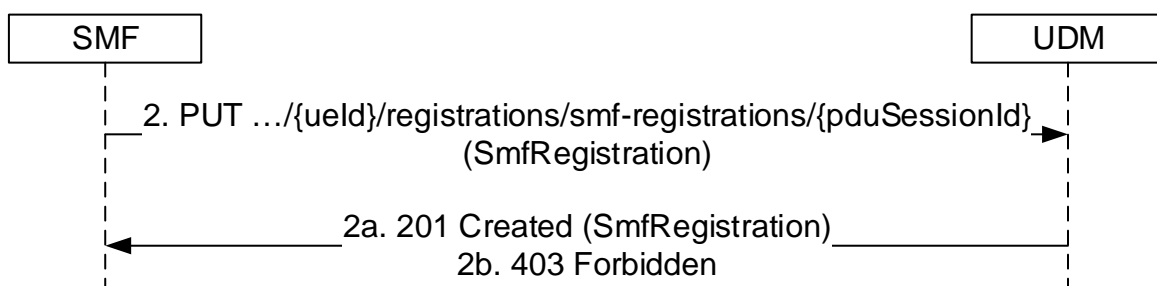 SMF
UDM
2. PUT …/{ueId}/registrations/smf-registrations/{pduSessionId}
(SmfRegistration)
2a. 201 Created (SmfRegistration)
2b. 403 Forbidden